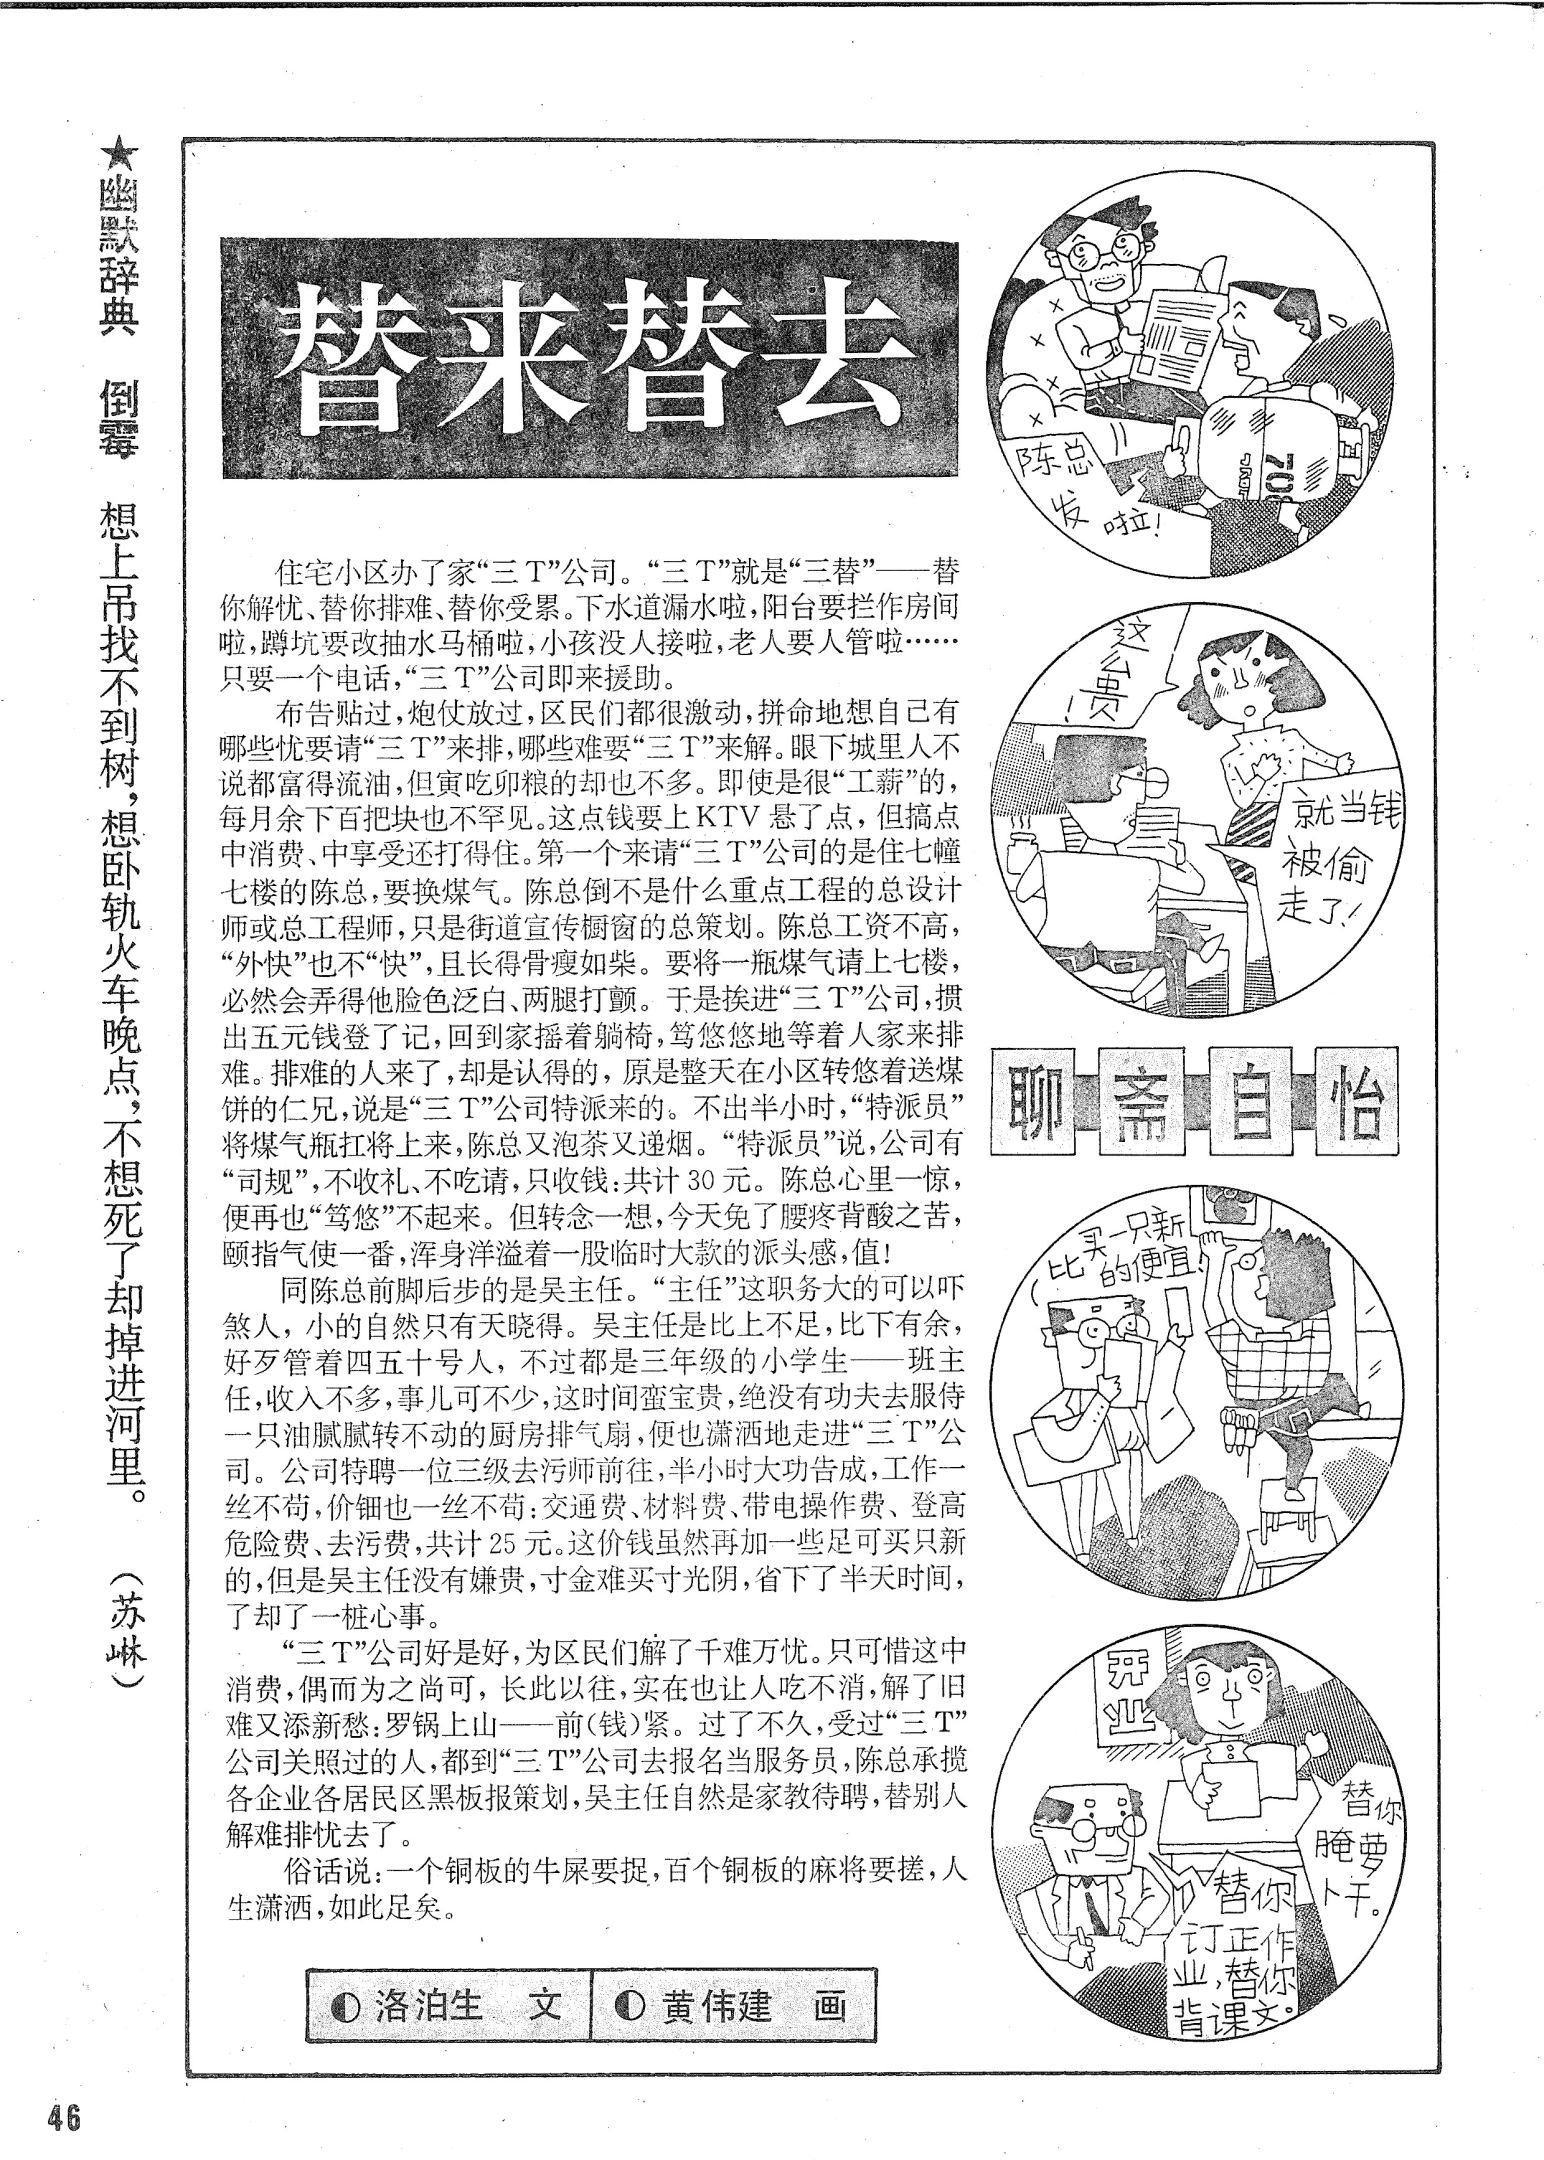 ★幽默辞典　倒霉　想上吊找不到树，想卧轨火车晚点，不想死了却掉进河里。（苏崊）
替来替去
住宅小区办了家“三T”公司。“三T”就是“三替”——替
你解忧、替你排难、替你受累。下水道漏水啦，阳台要拦作房间
啦，蹲坑要改抽水马桶啦，小孩没人接啦，老人要人管啦……
只要一个电话，“三T”公司即来援助。
布告贴过，炮仗放过，区民们都很激动，拼命地想自己有
哪些忧要请“三T”来排，哪些难要“三T”来解。眼下城里人不
说都富得流油，但寅吃卯粮的却也不多。即使是很“工薪”的，
每月余下百把块也不罕见。这点钱要上KTV悬了点，但搞点
中消费、中享受还打得住。第一个来请“三T”公司的是住七幢
七楼的陈总，要换煤气。陈总倒不是什么重点工程的总设计
师或总工程师，只是街道宣传橱窗的总策划。陈总工资不高，
“外快”也不“快”，且长得骨瘦如柴。要将一瓶煤气请上七楼，
必然会弄得他脸色泛白、两腿打颤。于是挨进“三T”公司，掼
出五元钱登了记，回到家摇着躺椅，笃悠悠地等着人家来排
难。排难的人来了，却是认得的，原是整天在小区转悠着送煤
饼的仁兄，说是“三T”公司特派来的。不出半小时，“特派员”
将煤气瓶扛将上来，陈总又泡茶又递烟。“特派员”说，公司有
“司规”，不收礼、不吃请，只收钱：共计30元。陈总心里一惊，
便再也“笃悠”不起来。但转念一想，今天免了腰疼背酸之苦，
颐指气使一番，浑身洋溢着一股临时大款的派头感，值！
同陈总前脚后步的是吴主任。“主任”这职务大的可以吓
煞人，小的自然只有天晓得。吴主任是比上不足，比下有余，
好歹管着四五十号人，不过都是三年级的小学生——班主
任，收入不多，事儿可不少，这时间蛮宝贵，绝没有功夫去服侍
一只油腻腻转不动的厨房排气扇，便也潇洒地走进“三T”公
司。公司特聘一位三级去污师前往，半小时大功告成，工作一
丝不苟，价钿也一丝不苟：交通费、材料费、带电操作费、登高
危险费、去污费，共计25元。这价钱虽然再加一些足可买只新
的，但是吴主任没有嫌贵，寸金难买寸光阴，省下了半天时间，
了却了一桩心事。
“三T”公司好是好，为区民们解了千难万忧。只可惜这中
消费，偶而为之尚可，长此以往，实在也让人吃不消，解了旧
难又添新愁：罗锅上山——前（钱）紧。过了不久，受过“三T”
公司关照过的人，都到“三T”公司去报名当服务员，陈总承揽
各企业各居民区黑板报策划，吴主任自然是家教待聘，替别人
解难排忧去了。
俗话说：一个铜板的牛屎要捉，百个铜板的麻将要搓，人
生潇洒，如此足矣。
洛泊生　文
黄伟建　画
陈总
发啦！
708
这么贵！
就当钱
被偷
走了！
聊斋自怡
比买一只新
的便宜！
开业
替你
腌萝
卜干。
替你
订正作
业，替你
背课文。
46